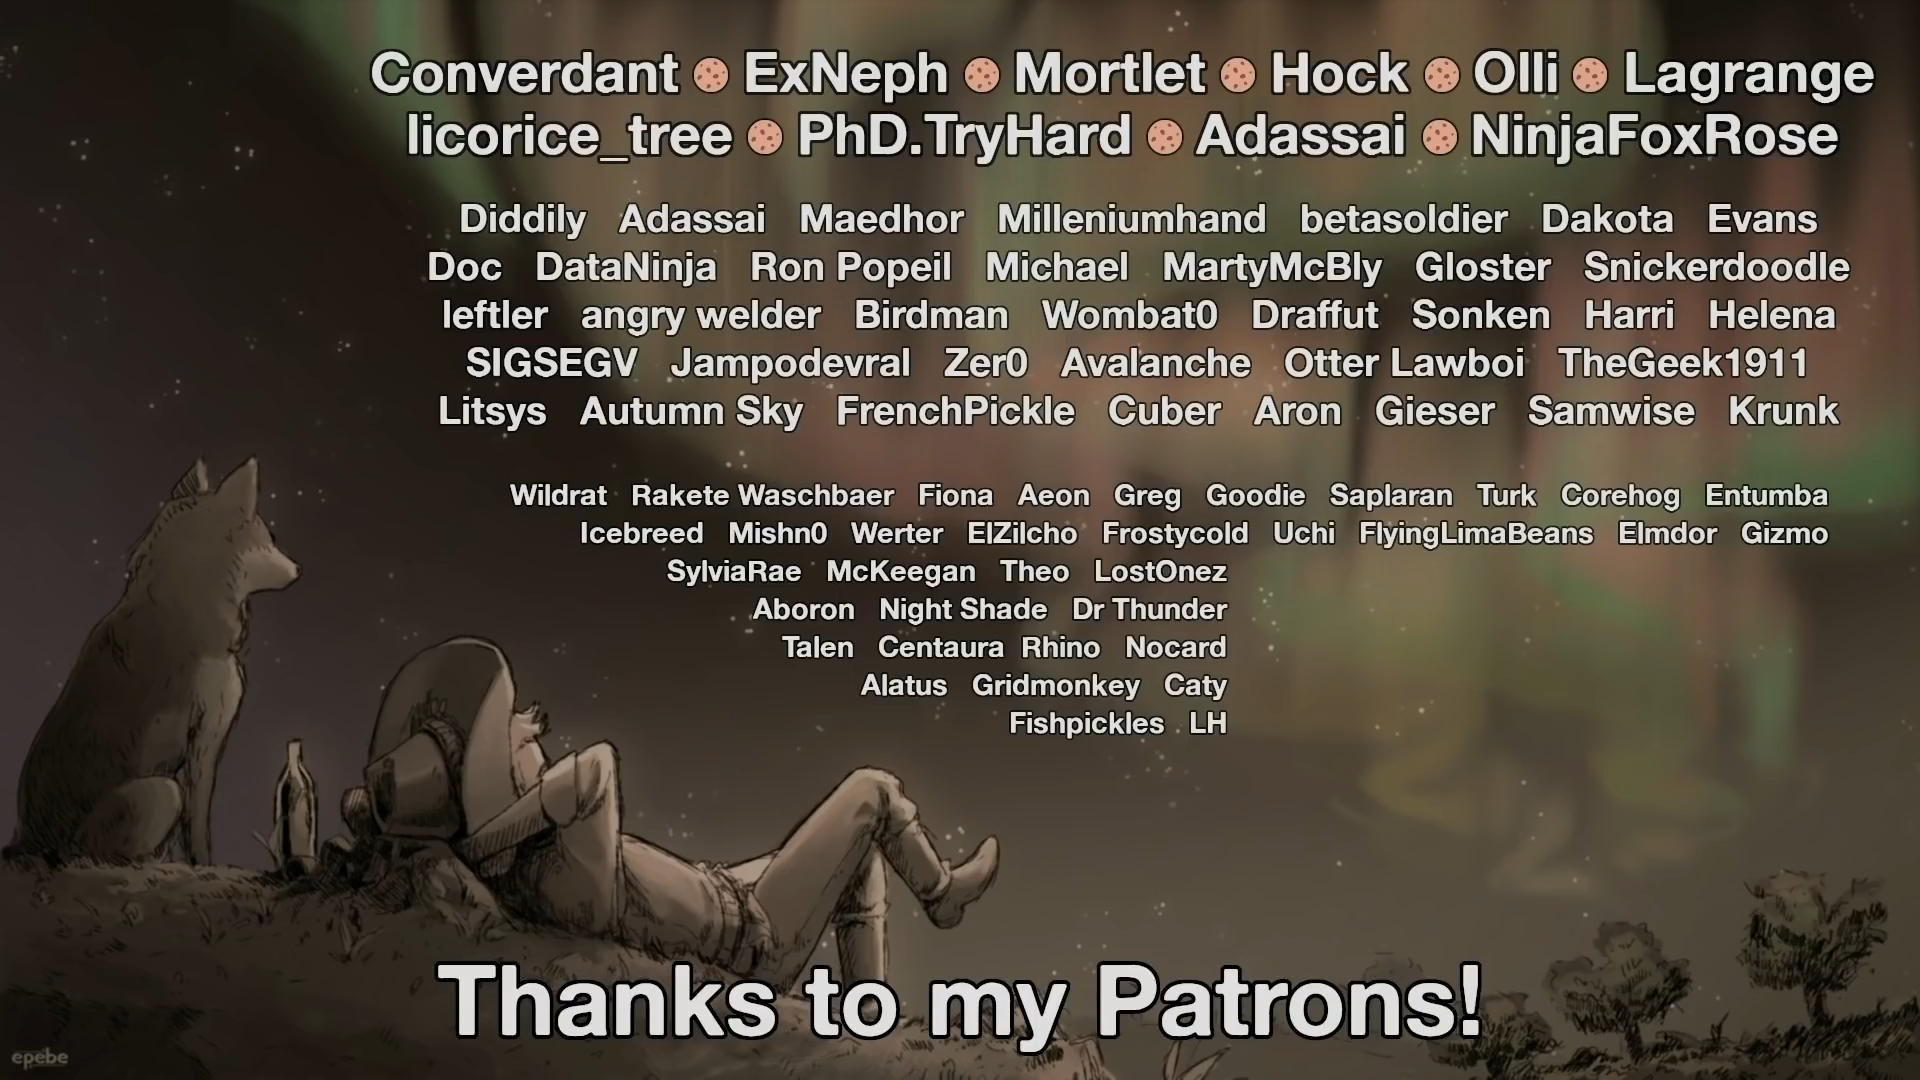 Converdant ExNeph Mortlet Hock Olli Lagrange
licorice_tree PhD.TryHard Adassai NinjaFoxRose
Diddily Adassai Maedhor Milleniumhand betasoldier Dakota Evans
Doc DataNinja Ron Popeil Michael MartyMcBly Gloster Snickerdoodle
leftler angry welder Birdman Wombat0 Draffut Sonken Harri Helena
SIGSEGV Jampodevral Zer0 Avalanche Otter Lawboi TheGeek1911
Litsys Autumn Sky FrenchPickle Cuber Aron Gieser Samwise Krunk
Wildrat Rakete Waschbaer Fiona Aeon Greg Goodie Saplaran Turk Corehog Entumba
Icebreed Mishn0 Werter ElZilcho Frostycold Uchi FlyingLimaBeans Elmdor Gizmo
SylviaRae McKeegan Theo LostOnez
Aboron Night Shade Dr Thunder
Talen Centaura Rhino Nocard
Alatus Gridmonkey Caty
Fishpickles LH
Thanks to my Patrons!
epebe